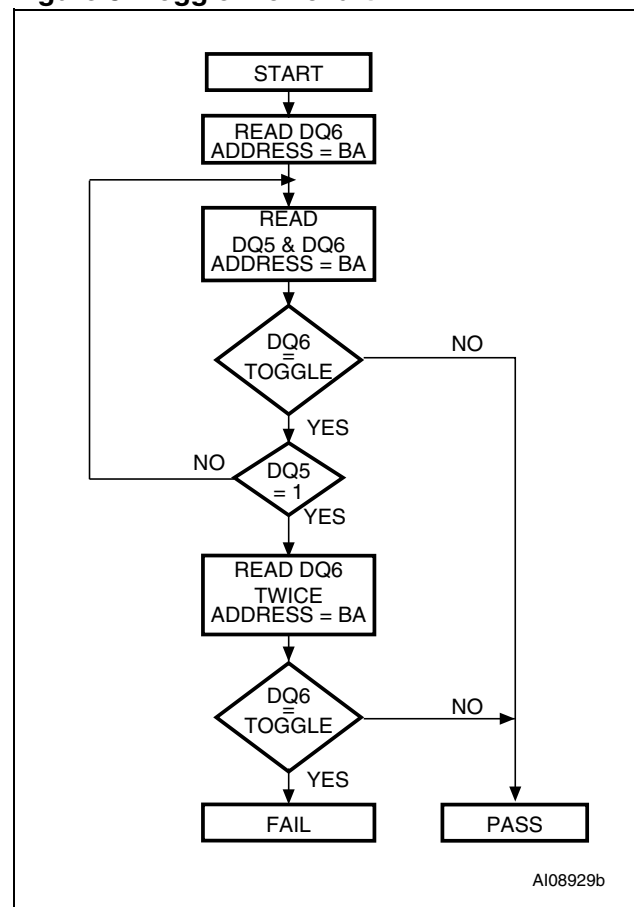 START
READ DQ6
ADDRESS = BA
READ
DQ5 & DQ6
ADDRESS = BA
DQ6
=
TOGGLE
NO
YES
NO
DQ5
= 1
YES
READ DQ6
TWICE
ADDRESS = BA
DQ6
=
TOGGLE
NO
YES
FAIL
PASS
AI08929b